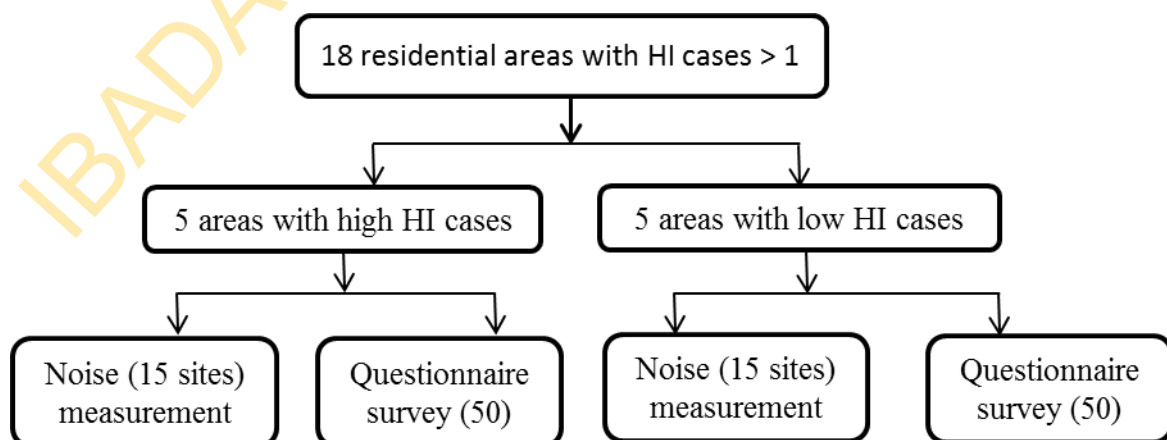 IBADA
18 residential areas with HI cases > 1
5 areas with high HI cases
5 areas with low HI cases
Noise (15 sites)
measurement
Questionnaire
survey (50)
Noise (15 sites)
measurement
Questionnaire
survey (50)